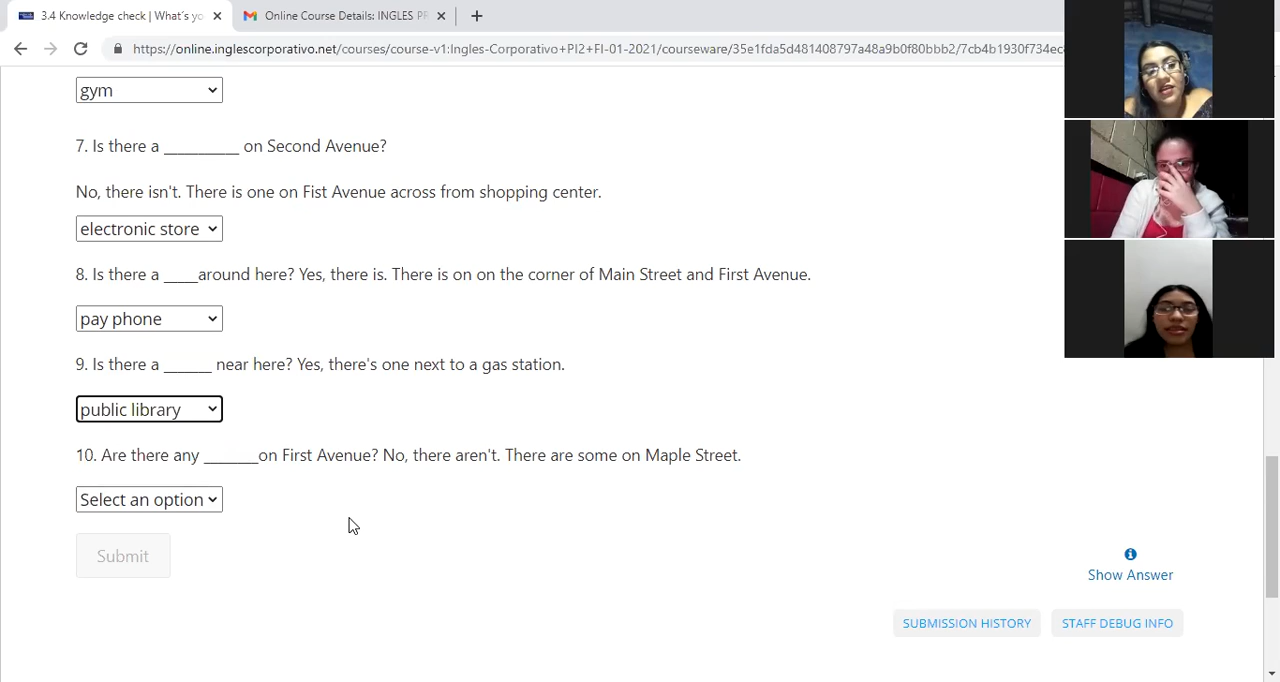 3.4 Knowledge check | What´s yo
Online Course Details: INGLES PR
https://online.inglescorporativo.net/courses/course-v1:Ingles-Corporativo+PI2+FI-01-2021/courseware/35e1fda5d481408797a48a9b0f80bbb2/7cb4b1930f734ec
gym
7. Is there a __________ on Second Avenue?
No, there isn't. There is one on Fist Avenue across from shopping center.
electronic store
8. Is there a ____around here? Yes, there is. There is on on the corner of Main Street and First Avenue.
pay phone
9. Is there a ______ near here? Yes, there's one next to a gas station.
public library
10. Are there any _______on First Avenue? No, there aren't. There are some on Maple Street.
Select an option
Submit
Show Answer
SUBMISSION HISTORY
STAFF DEBUG INFO